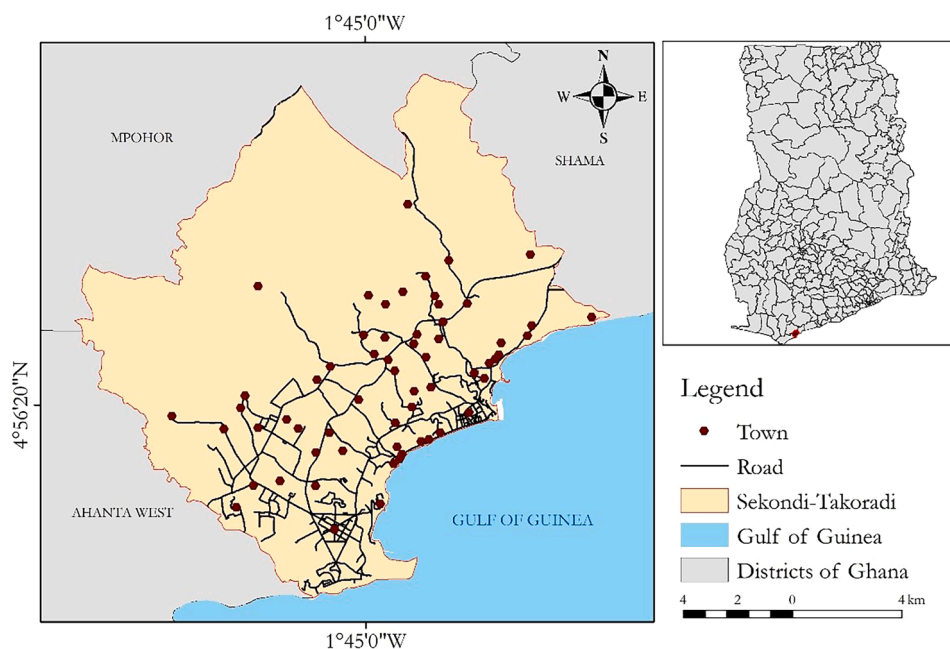 1°45'0"W
N
W E
S
MPOHOR
SHAMA
4°56'20"N
AHANTA WEST
GULF OF GUINEA
1°45'0"W
Legend
Town
Road
Sekondi-Takoradi
Gulf of Guinea
Districts of Ghana
4 2 0 4 km